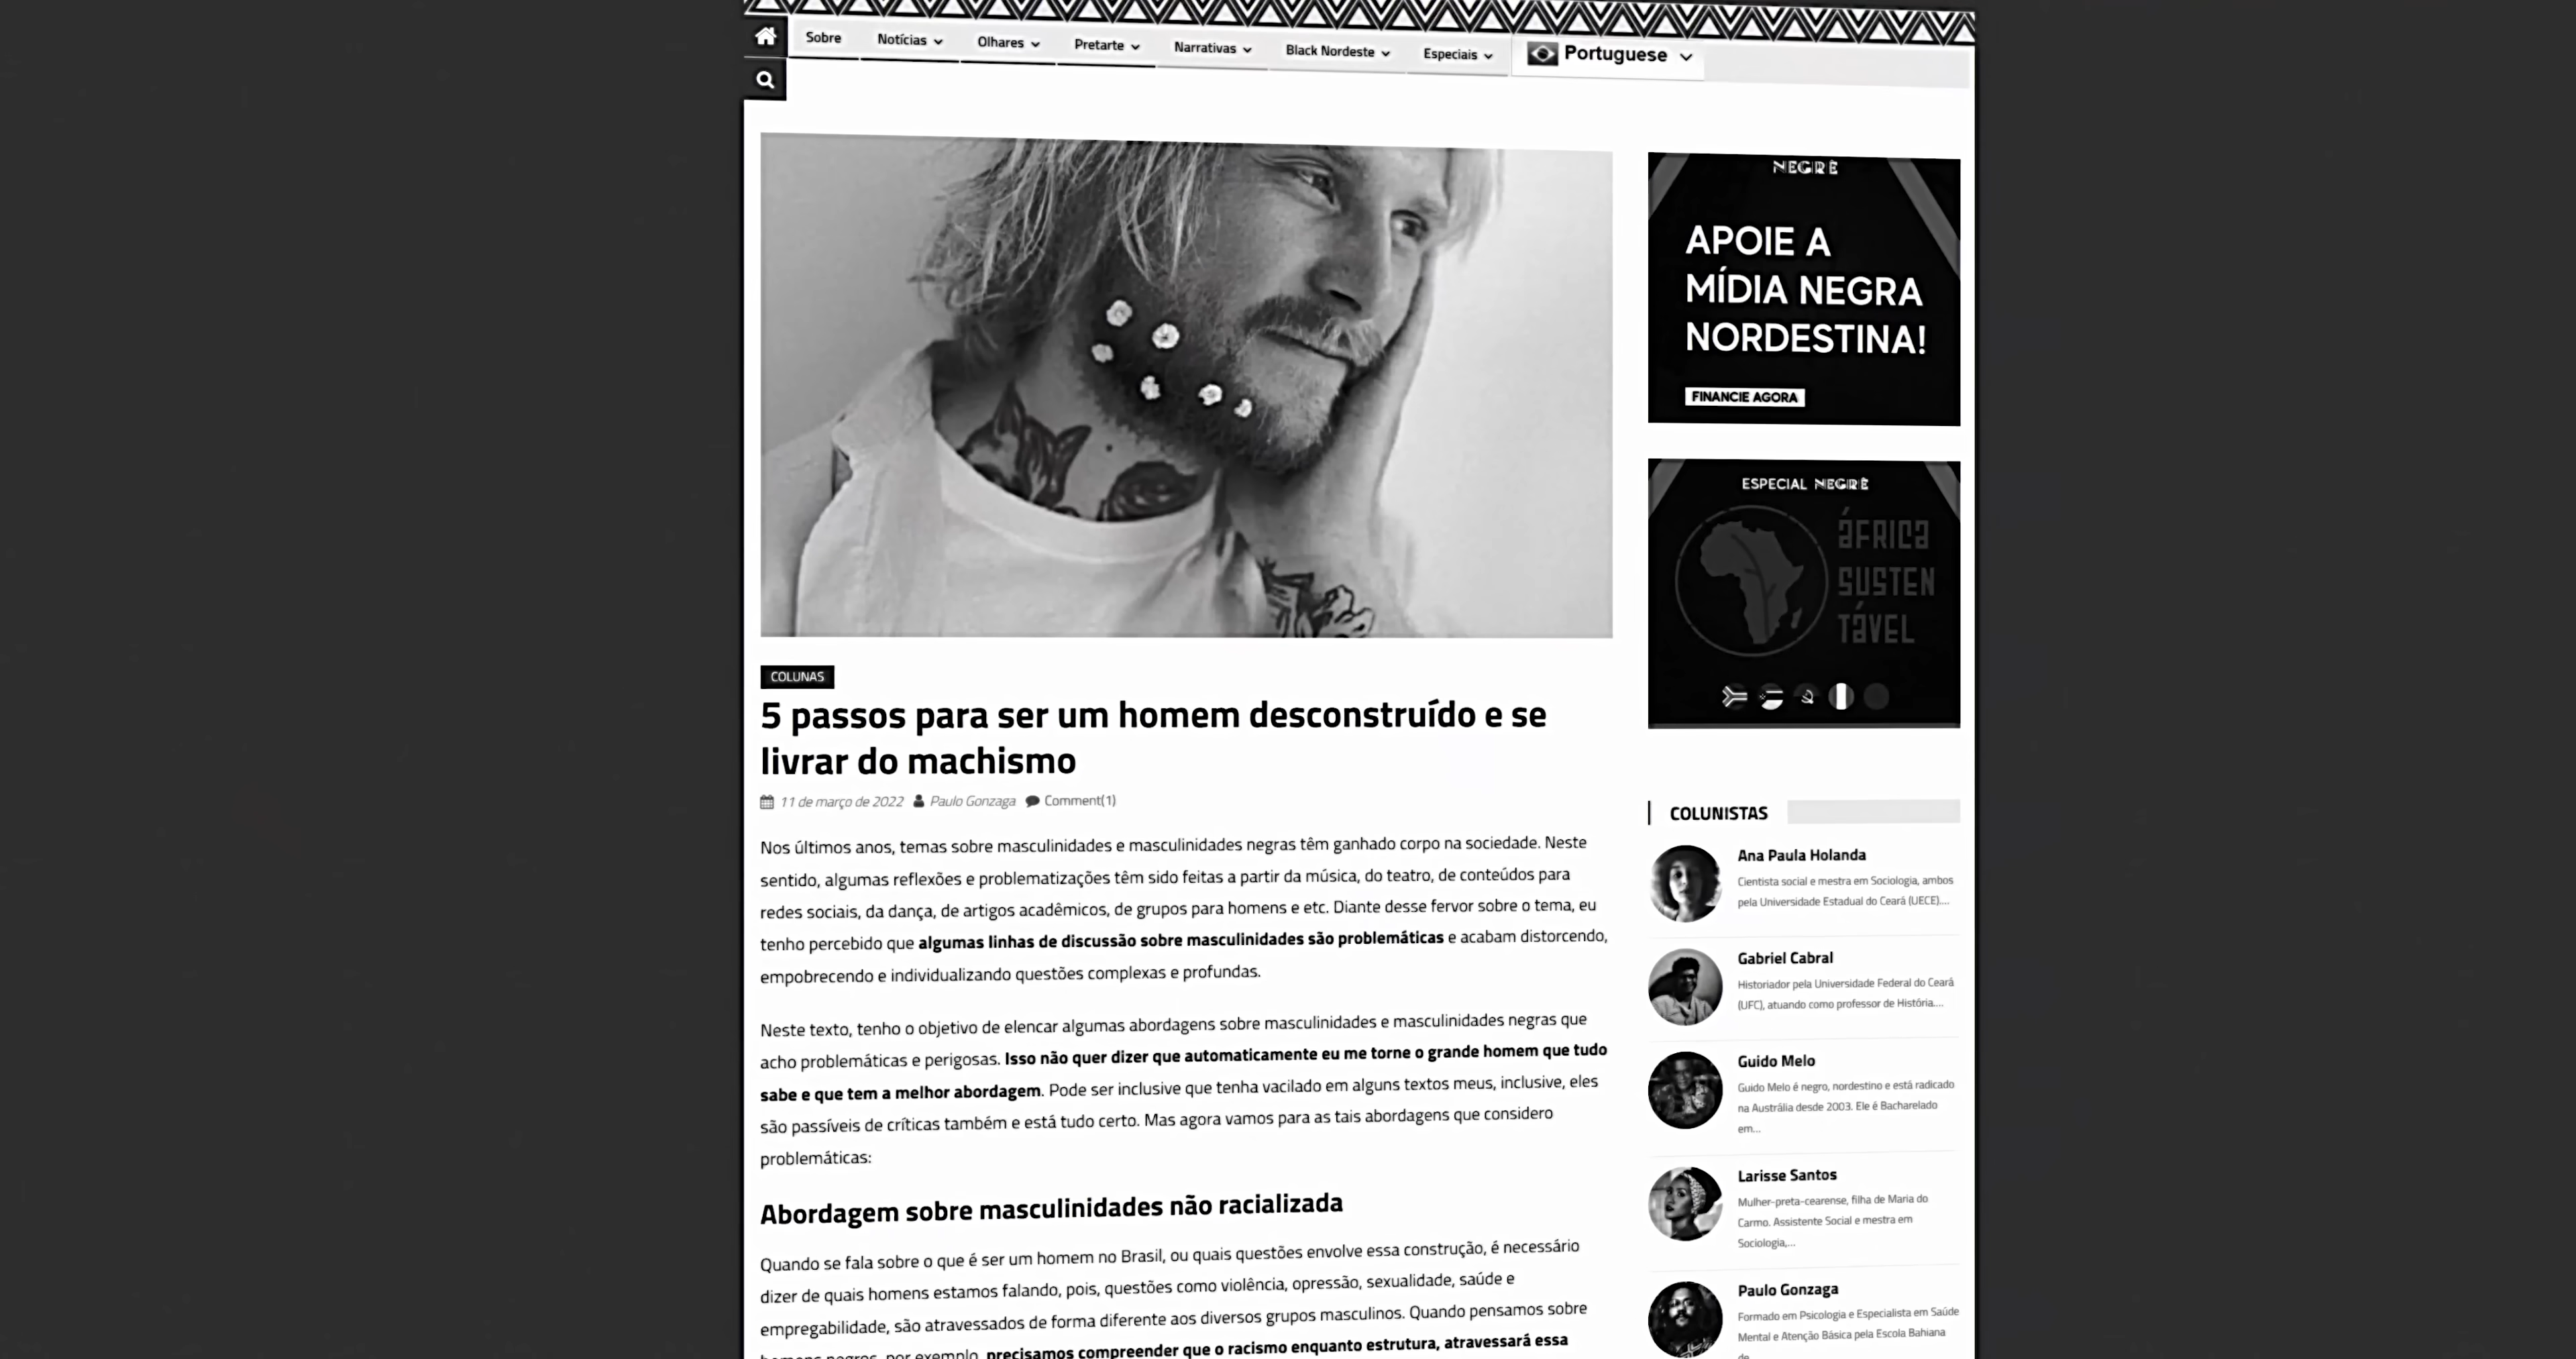 Sobre
Notícias
Olhares
Pretarte
Narrativas
Black Nordeste
Especiais
Portuguese
NEGRÊ
APOIE A
MÍDIA NEGRA
NORDESTINA!
FINANCIE AGORA
ESPECIAL NEGRÊ
áFRICa
SUSTEN
TáVEL
COLUNAS
5 passos para ser um homem desconstruído e se
livrar do machismo
11 de março de 2022 Paulo Gonzaga Comment(1)
Nos últimos anos, temas sobre masculinidades e masculinidades negras têm ganhado corpo na sociedade. Neste
sentido, algumas reflexões e problematizações têm sido feitas a partir da música, do teatro, de conteúdos para
redes sociais, da dança, de artigos acadêmicos, de grupos para homens e etc. Diante desse fervor sobre o tema, eu
tenho percebido que algumas linhas de discussão sobre masculinidades são problemáticas e acabam distorcendo,
empobrecendo e individualizando questões complexas e profundas.
Neste texto, tenho o objetivo de elencar algumas abordagens sobre masculinidades e masculinidades negras que
acho problemáticas e perigosas. Isso não quer dizer que automaticamente eu me torne o grande homem que tudo
sabe e que tem a melhor abordagem. Pode ser inclusive que tenha vacilado em alguns textos meus, inclusive, eles
são passíveis de críticas também e está tudo certo. Mas agora vamos para as tais abordagens que considero
problemáticas:
Abordagem sobre masculinidades não racializada
Quando se fala sobre o que é ser um homem no Brasil, ou quais questões envolve essa construção, é necessário
dizer de quais homens estamos falando, pois, questões como violência, opressão, sexualidade, saúde e
empregabilidade, são atravessados de forma diferente aos diversos grupos masculinos. Quando pensamos sobre
homens negros, por exemplo, precisamos compreender que o racismo enquanto estrutura, atravessará essa
COLUNISTAS
Ana Paula Holanda
Cientista social e mestra em Sociologia, ambos
pela Universidade Estadual do Ceará (UECE)....
Gabriel Cabral
Historiador pela Universidade Federal do Ceará
(UFC), atuando como professor de História....
Guido Melo
Guido Melo é negro, nordestino e está radicado
na Austrália desde 2003. Ele é Bacharelado
em...
Larisse Santos
Mulher-preta-cearense, filha de Maria do
Carmo. Assistente Social e mestra em
Sociologia,...
Paulo Gonzaga
Formado em Psicologia e Especialista em Saúde
Mental e Atenção Básica pela Escola Bahiana
de